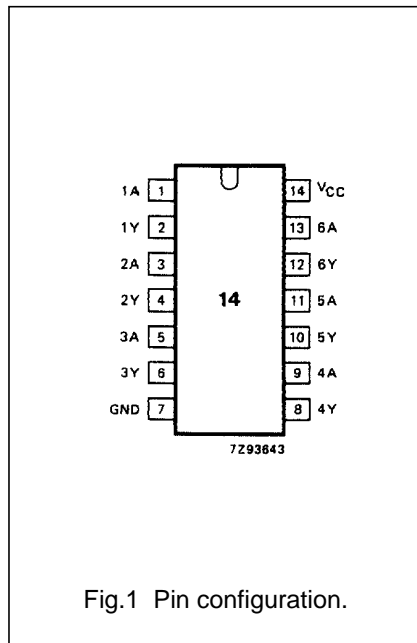 1A 1 14 VCC
1Y 2 13 6A
2A 3 12 6Y
2Y 4 14 11 5A
3A 5 10 5Y
3Y 6 9 4A
GND 7 8 4Y
7Z93643
Fig.1 Pin configuration.